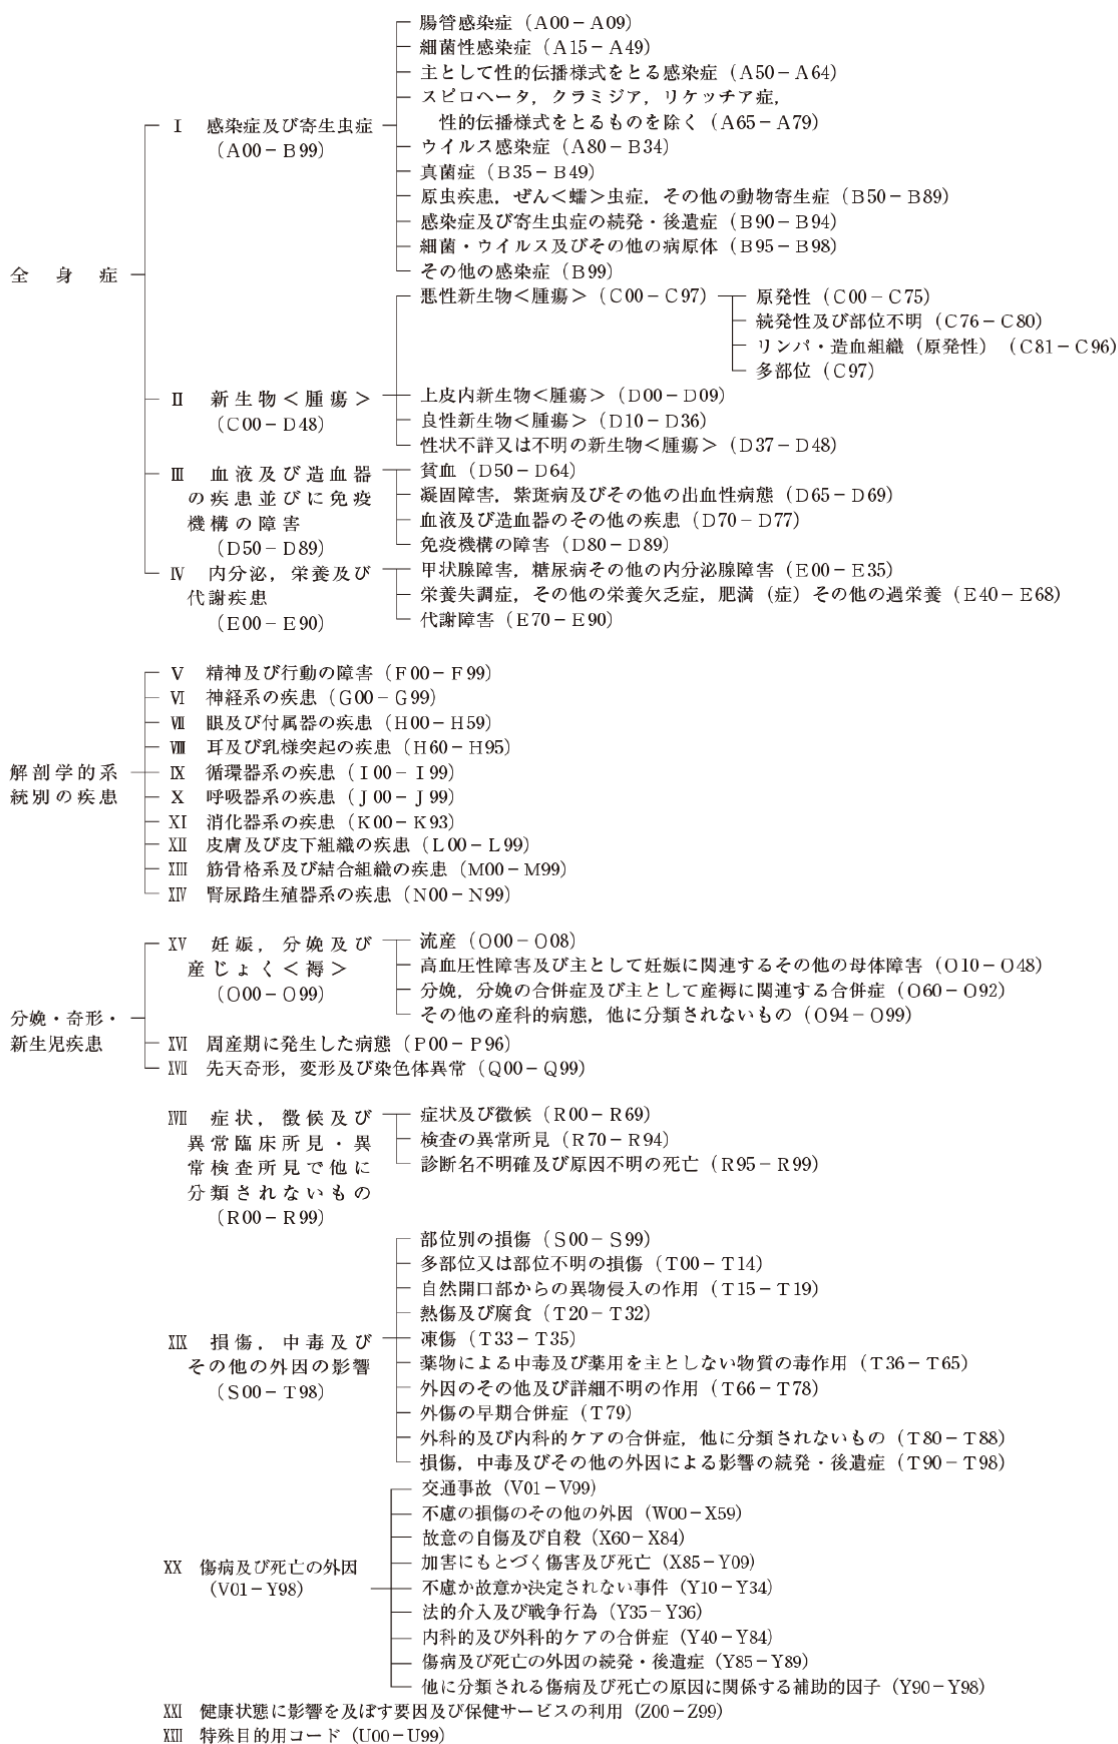 腸管感染症（A00－A09）
細菌性感染症（A15－A49）
主として性的伝播様式をとる感染症（A50－A64）
スピロヘータ，クラミジア，リケッチア症，
性的伝播様式をとるものを除く（A65－A79）
Ⅰ 感染症及び寄生虫症
（A00－B99）
ウイルス感染症（A80－B34）
真菌症（B35－B49）
原虫疾患，ぜん＜蠕＞虫症，その他の動物寄生症（B50－B89）
感染症及び寄生虫症の続発・後遺症（B90－B94）
細菌・ウイルス及びその他の病原体（B95－B98）
その他の感染症（B99）
全身症
悪性新生物＜腫瘍＞（C00－C97）
原発性（C00－C75）
続発性及び部位不明（C76－C80）
リンパ・造血組織（原発性）（C81－C96）
多部位（C97）
Ⅱ 新生物＜腫瘍＞
（C00－D48）
上皮内新生物＜腫瘍＞（D00－D09）
良性新生物＜腫瘍＞（D10－D36）
性状不詳又は不明の新生物＜腫瘍＞（D37－D48）
Ⅲ 血液及び造血器
の疾患並びに免疫
機構の障害
（D50－D89）
貧血（D50－D64）
凝固障害，紫斑病及びその他の出血性病態（D65－D69）
血液及び造血器のその他の疾患（D70－D77）
免疫機構の障害（D80－D89）
Ⅳ 内分泌，栄養及び
代謝疾患
（E00－E90）
甲状腺障害，糖尿病その他の内分泌腺障害（E00－E35）
栄養失調症，その他の栄養欠乏症，肥満（症）その他の過栄養（E40－E68）
代謝障害（E70－E90）
Ⅴ 精神及び行動の障害（F00－F99）
Ⅵ 神経系の疾患（G00－G99）
Ⅶ 眼及び付属器の疾患（H00－H59）
Ⅷ 耳及び乳様突起の疾患（H60－H95）
解剖学的系
統別の疾患
Ⅸ 循環器系の疾患（I00－I99）
Ⅹ 呼吸器系の疾患（J00－J99）
XI 消化器系の疾患（K00－K93）
XII 皮膚及び皮下組織の疾患（L00－L99）
XIII 筋骨格系及び結合組織の疾患（M00－M99）
XIV 腎尿路生殖器系の疾患（N00－N99）
XV 妊娠，分娩及び
産じょく＜褥＞
（O00－O99）
流産（O00－O08）
高血圧性障害及び主として妊娠に関連するその他の母体障害（O10－O48）
分娩，分娩の合併症及び主として産褥に関連する合併症（O60－O92）
その他の産科的病態，他に分類されないもの（O94－O99）
分娩・奇形・
新生児疾患
XVI 周産期に発生した病態（P00－P96）
XVII 先天奇形，変形及び染色体異常（Q00－Q99）
XVIII 症状，徴候及び
異常臨床所見・異
常検査所見で他に
分類されないもの
（R00－R99）
症状及び徴候（R00－R69）
検査の異常所見（R70－R94）
診断名不明確及び原因不明の死亡（R95－R99）
部位別の損傷（S00－S99）
多部位又は部位不明の損傷（T00－T14）
自然開口部からの異物侵入の作用（T15－T19）
熱傷及び腐食（T20－T32）
XIX 損傷，中毒及び
その他の外因の影響
（S00－T98）
凍傷（T33－T35）
薬物による中毒及び薬用を主としない物質の毒作用（T36－T65）
外因のその他及び詳細不明の作用（T66－T78）
外傷の早期合併症（T79）
外科的及び内科的ケアの合併症，他に分類されないもの（T80－T88）
損傷，中毒及びその他の外因による影響の続発・後遺症（T90－T98）
交通事故（V01－V99）
不慮の損傷のその他の外因（W00－X59）
故意の自傷及び自殺（X60－X84）
XX 傷病及び死亡の外因
（V01－Y98）
加害にもとづく傷害及び死亡（X85－Y09）
不慮か故意か決定されない事件（Y10－Y34）
法的介入及び戦争行為（Y35－Y36）
内科的及び外科的ケアの合併症（Y40－Y84）
傷病及び死亡の外因の続発・後遺症（Y85－Y89）
他に分類される傷病及び死亡の原因に関係する補助的因子（Y90－Y98）
XXI 健康状態に影響を及ぼす要因及び保健サービスの利用（Z00－Z99）
XXII 特殊目的用コード（U00－U99）